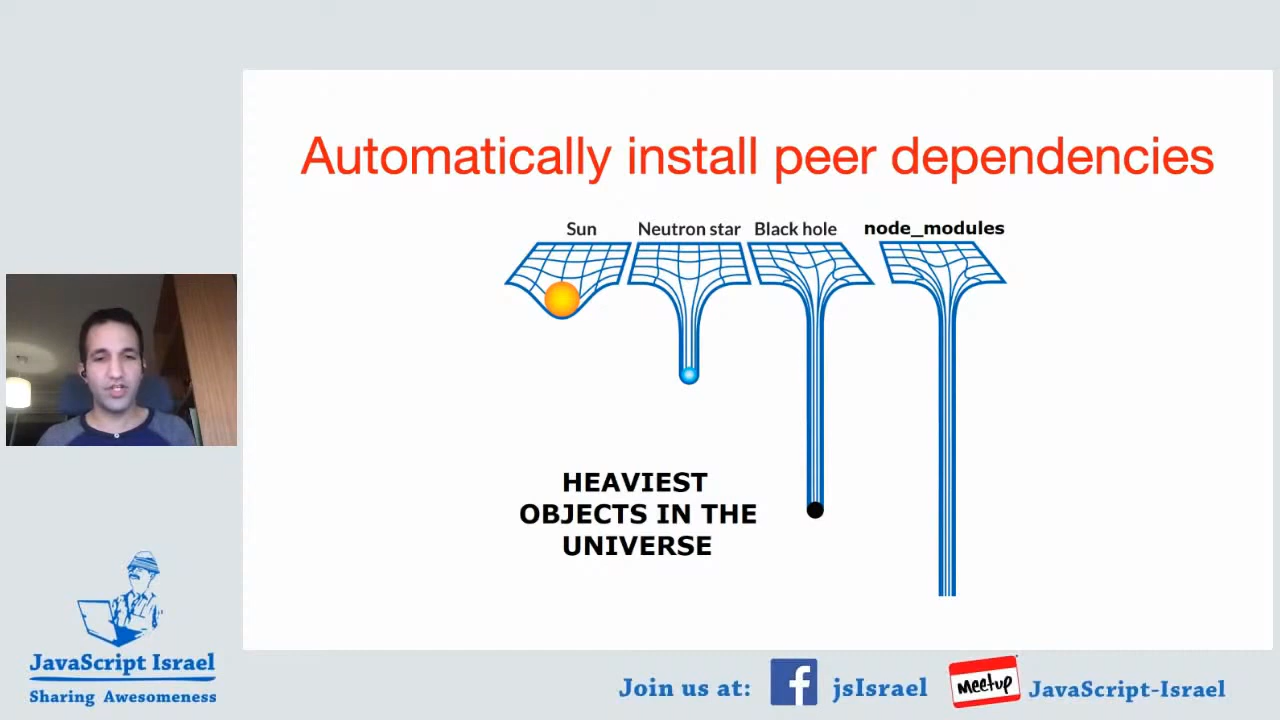 Automatically install peer dependencies
Sun
Neutron star
Black hole
node_modules
HEAVIEST
OBJECTS IN THE
UNIVERSE
JavaScript Israel
Sharing Awesomeness
Join us at:
f
jsIsrael
meetup
JavaScript-Israel